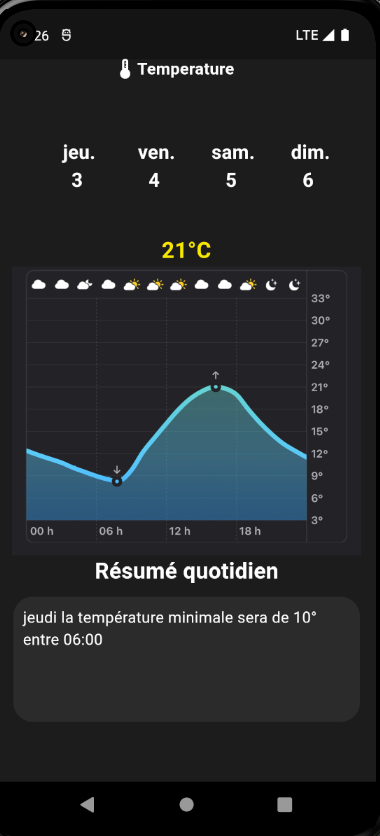 26
LTE
Temperature
jeu. ven. sam. dim.
3 4 5 6
21°C
33°
30°
27°
24°
21°
18°
15°
12°
9°
6°
3°
00 h 06 h 12 h 18 h
Résumé quotidien
jeudi la température minimale sera de 10°
entre 06:00